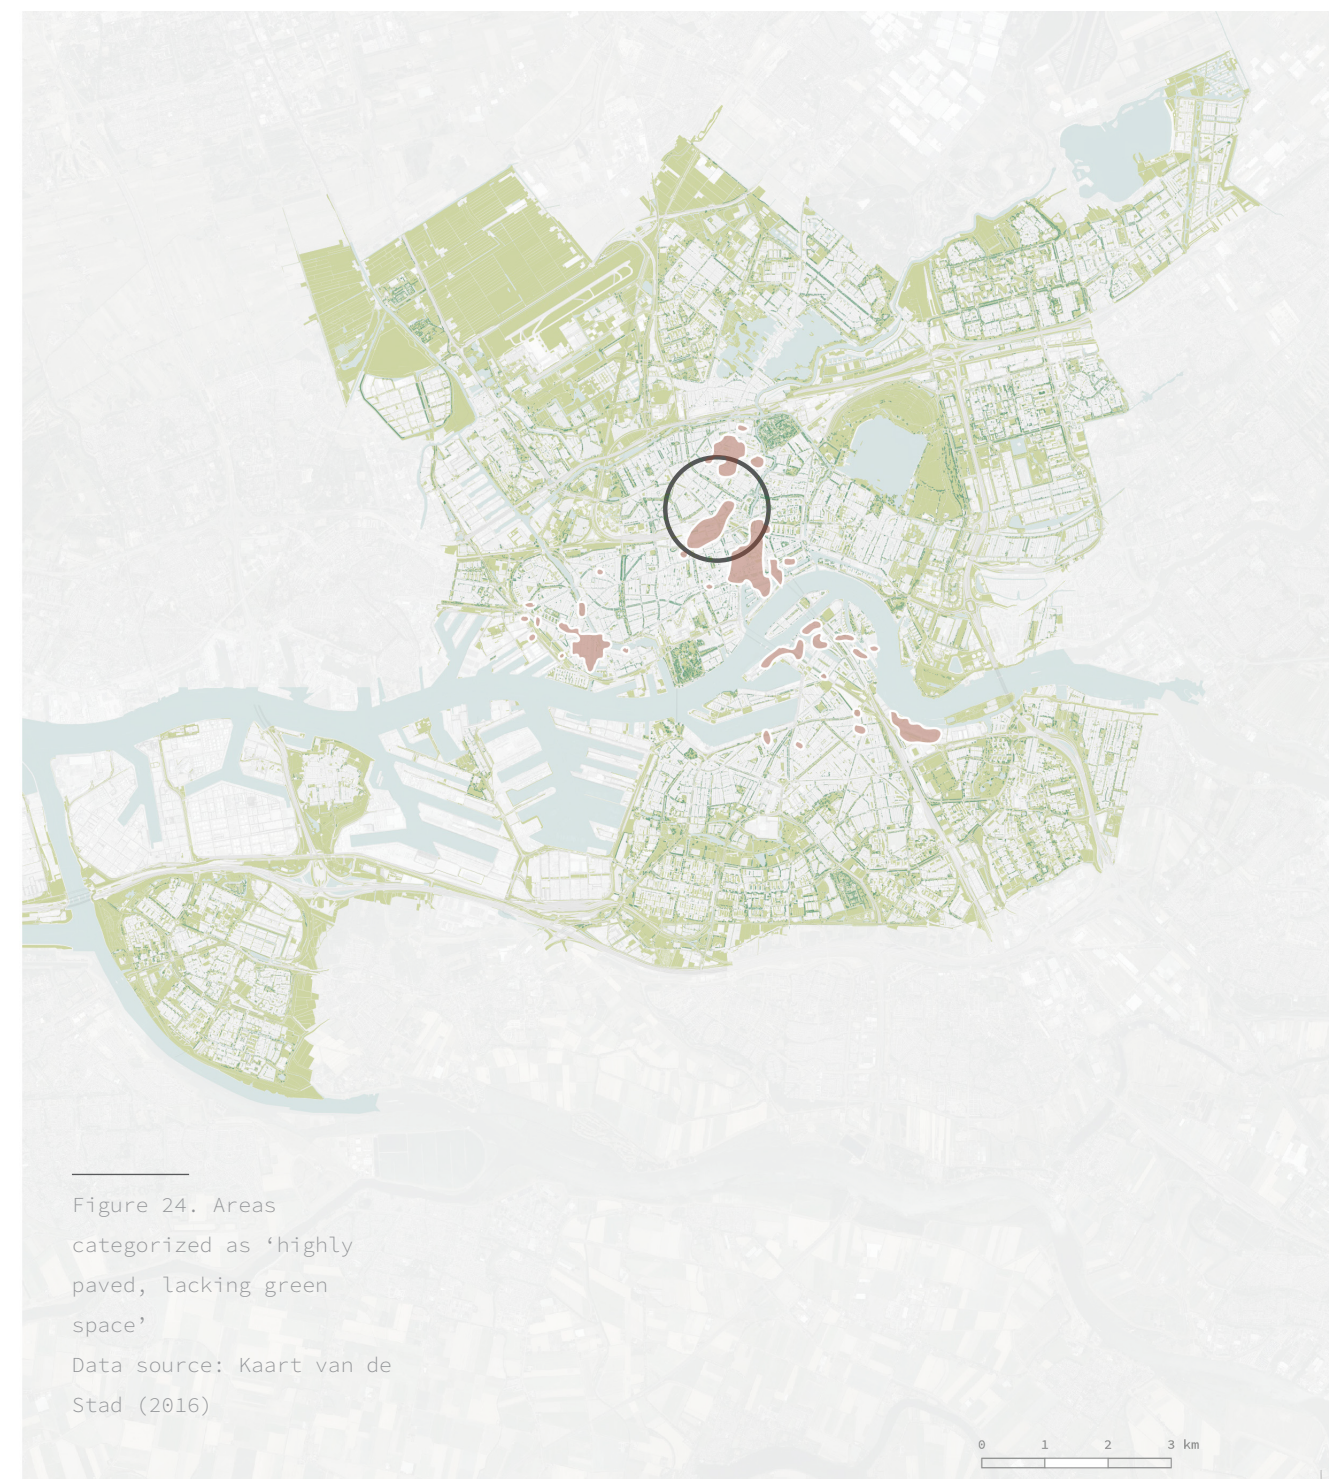 Figure 24. Areas
categorized as ‘highly
paved, lacking green
space’
Data source: Kaart van de
Stad (2016)
0 1 2 3 km